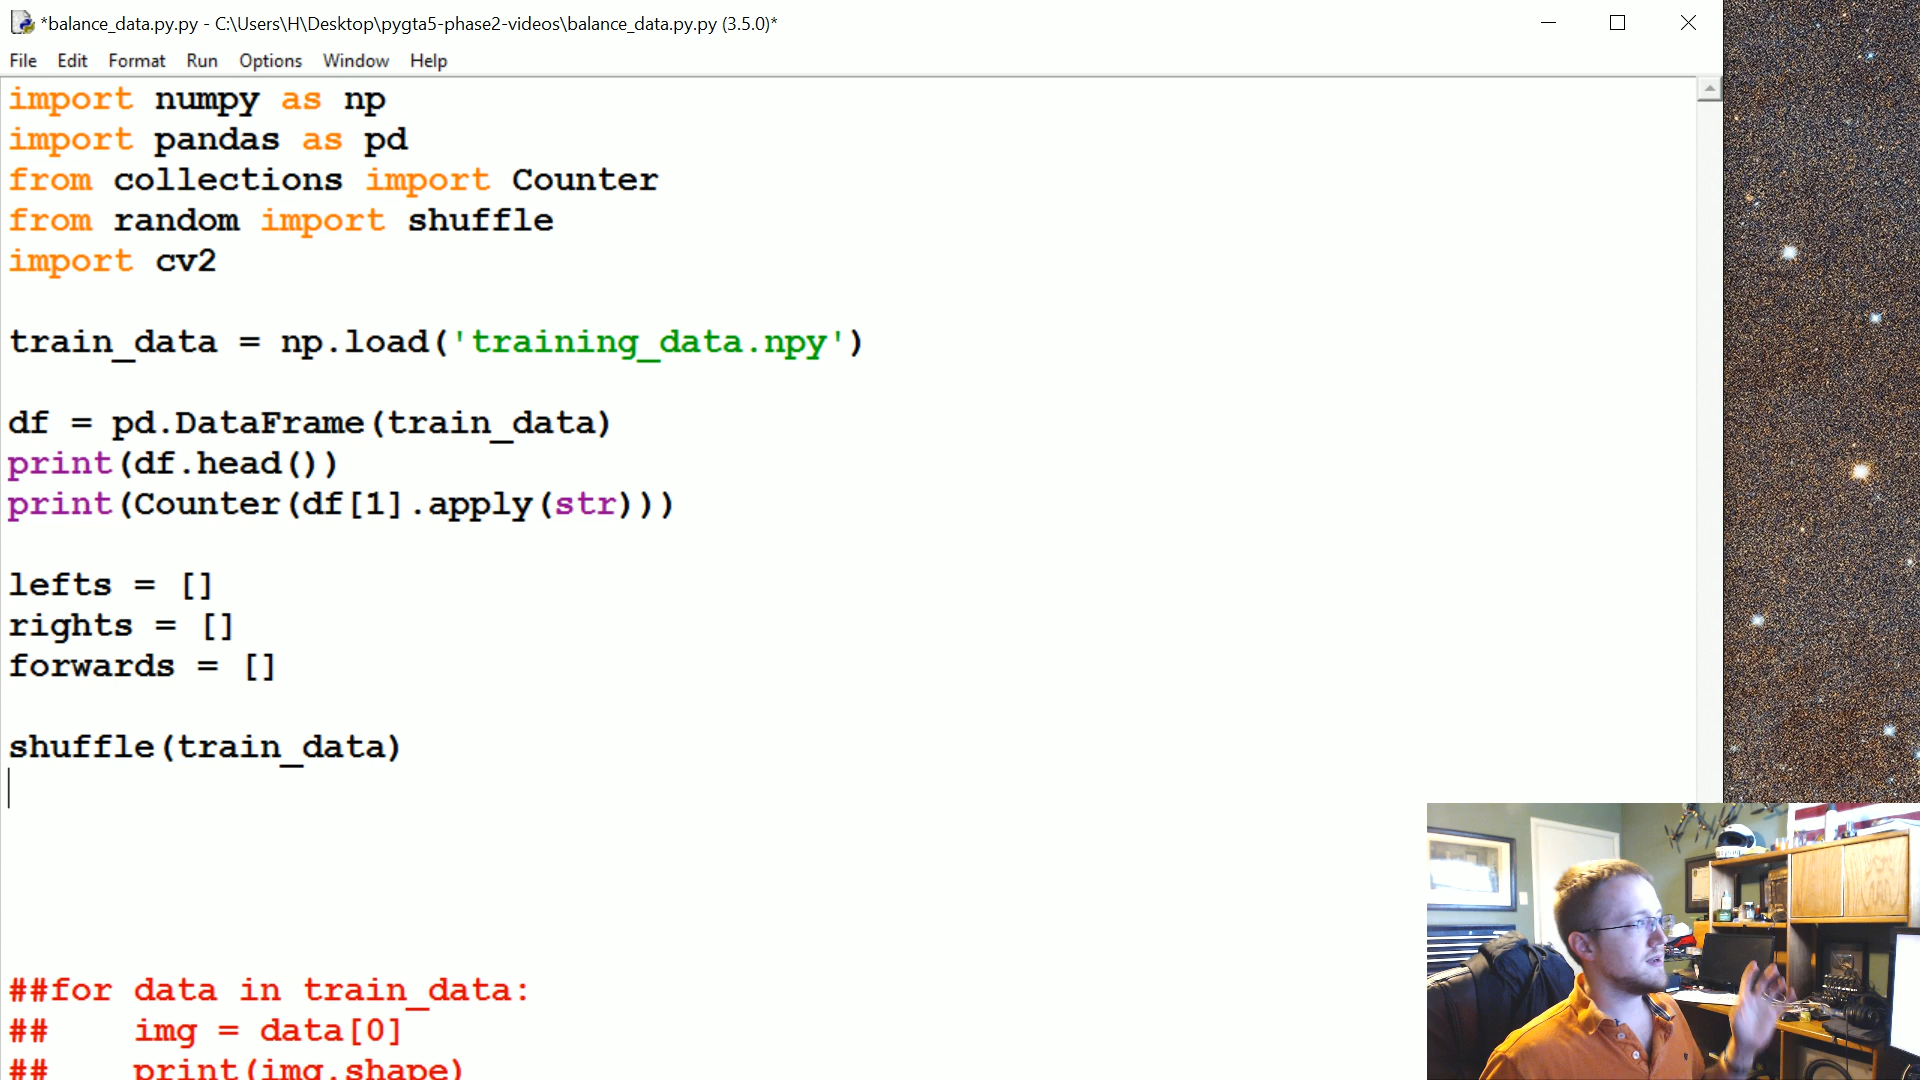 *balance_data.py.py - C:\Users\H\Desktop\pygta5-phase2-videos\balance_data.py.py (3.5.0)*
File Edit Format Run Options Window Help
import numpy as np
import pandas as pd
from collections import Counter
from random import shuffle
import cv2
train_data = np.load('training_data.npy')
df = pd.DataFrame(train_data)
print(df.head())
print(Counter(df[1].apply(str)))
lefts = []
rights = []
forwards = []
shuffle(train_data)
##for data in train_data:
##    img = data[0]
##    print(img.shape)